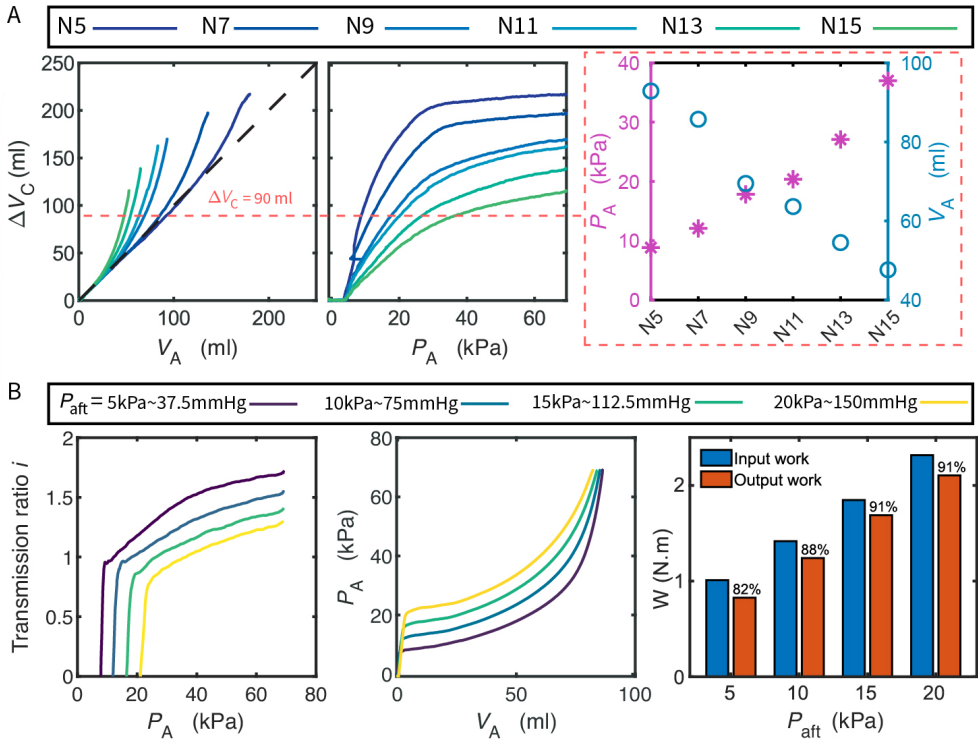 A
N5 N7 N9 N11 N13 N15
250
200
150
100
50
0
ΔV_C (ml)
ΔV_C = 90 ml
0 100 200
V_A (ml)
0 20 40 60
P_A (kPa)
40
30
20
10
0
P_A (kPa)
100
80
60
40
V_A (ml)
N5 N7 N9 N11 N13 N15
B
P_aft = 5kPa~37.5mmHg 10kPa~75mmHg 15kPa~112.5mmHg 20kPa~150mmHg
2
1.5
1
0.5
0
Transmission ratio i
0 20 40 60 80
P_A (kPa)
80
60
40
20
0
P_A (kPa)
0 50 100
V_A (ml)
Input work
Output work
2
1
0
W (N.m)
82% 88% 91% 91%
5 10 15 20
P_aft (kPa)